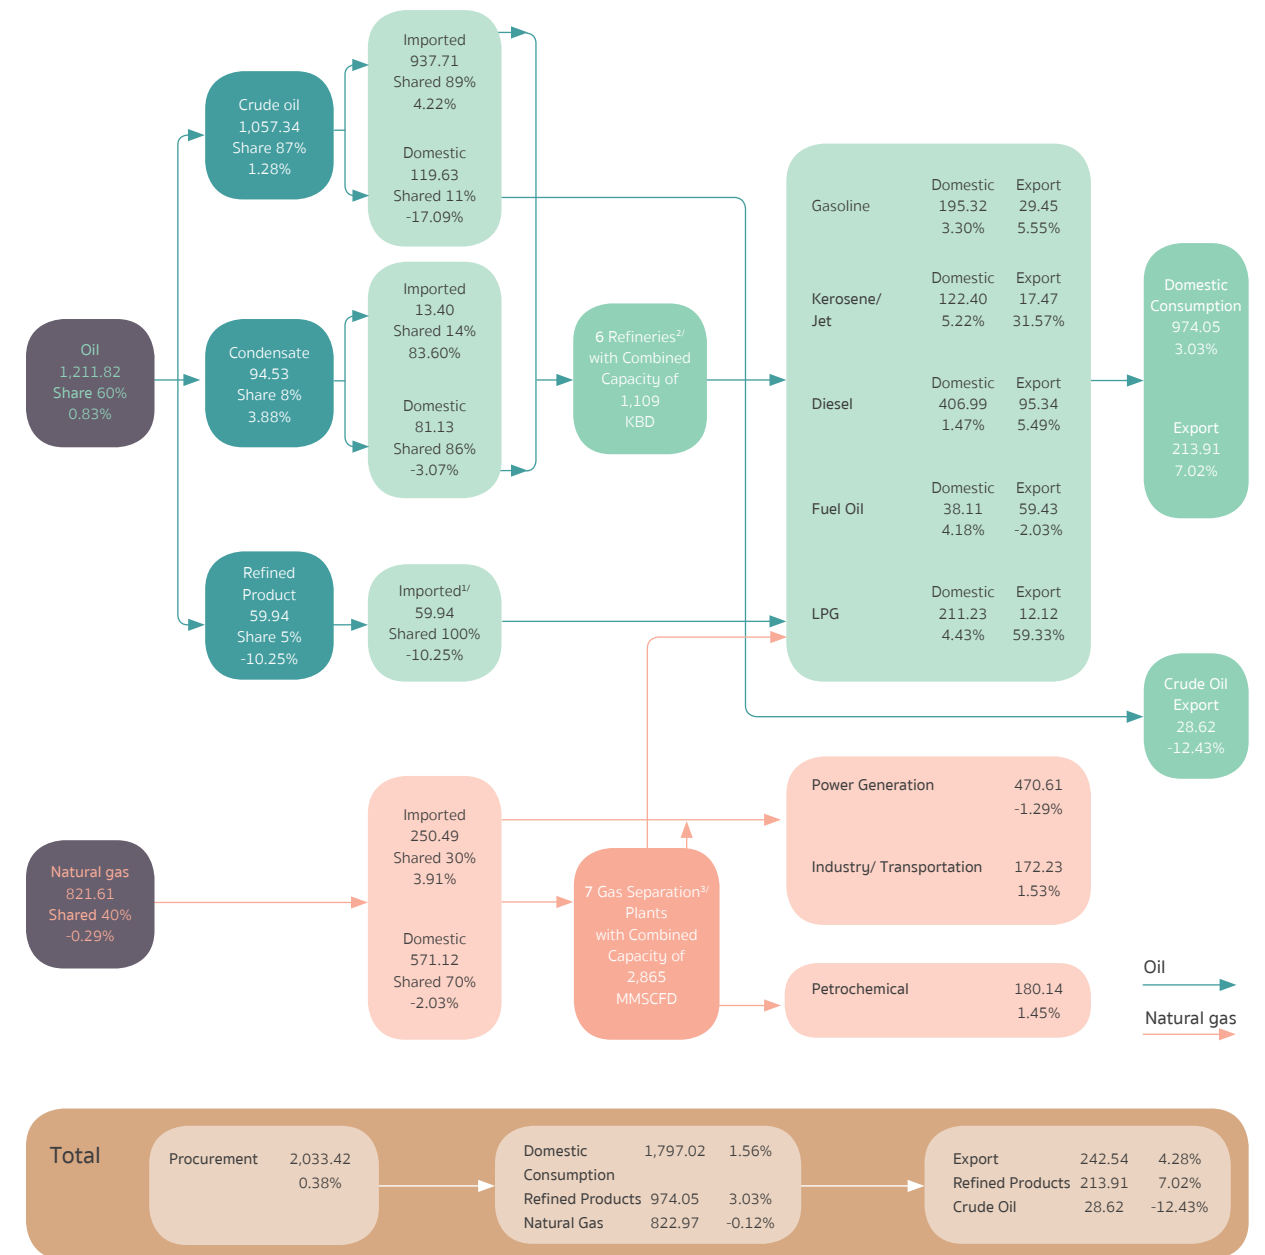 Oil
1,211.82
Share 60%
0.83%
Crude oil
1,057.34
Share 87%
1.28%
Condensate
94.53
Share 8%
3.88%
Refined
Product
59.94
Share 5%
-10.25%
Imported
937.71
Shared 89%
4.22%
Domestic
119.63
Shared 11%
-17.09%
Imported
13.40
Shared 14%
83.60%
Domestic
81.13
Shared 86%
-3.07%
Imported¹/
59.94
Shared 100%
-10.25%
6 Refineries²/
with Combined
Capacity of
1,109
KBD
Domestic Export
Gasoline 195.32 29.45
3.30% 5.55%
Domestic Export
Kerosene/ 122.40 17.47
Jet 5.22% 31.57%
Domestic Export
Diesel 406.99 95.34
1.47% 5.49%
Domestic Export
Fuel Oil 38.11 59.43
4.18% -2.03%
Domestic Export
LPG 211.23 12.12
4.43% 59.33%
Domestic
Consumption
974.05
3.03%
Export
213.91
7.02%
Crude Oil
Export
28.62
-12.43%
Natural gas
821.61
Shared 40%
-0.29%
Imported
250.49
Shared 30%
3.91%
Domestic
571.12
Shared 70%
-2.03%
7 Gas Separation³/
Plants
with Combined
Capacity of
2,865
MMSCFD
Power Generation 470.61
-1.29%
Industry/ Transportation 172.23
1.53%
Petrochemical 180.14
1.45%
Oil
Natural gas
Total
Procurement 2,033.42
0.38%
Domestic 1,797.02 1.56%
Consumption
Refined Products 974.05 3.03%
Natural Gas 822.97 -0.12%
Export 242.54 4.28%
Refined Products 213.91 7.02%
Crude Oil 28.62 -12.43%